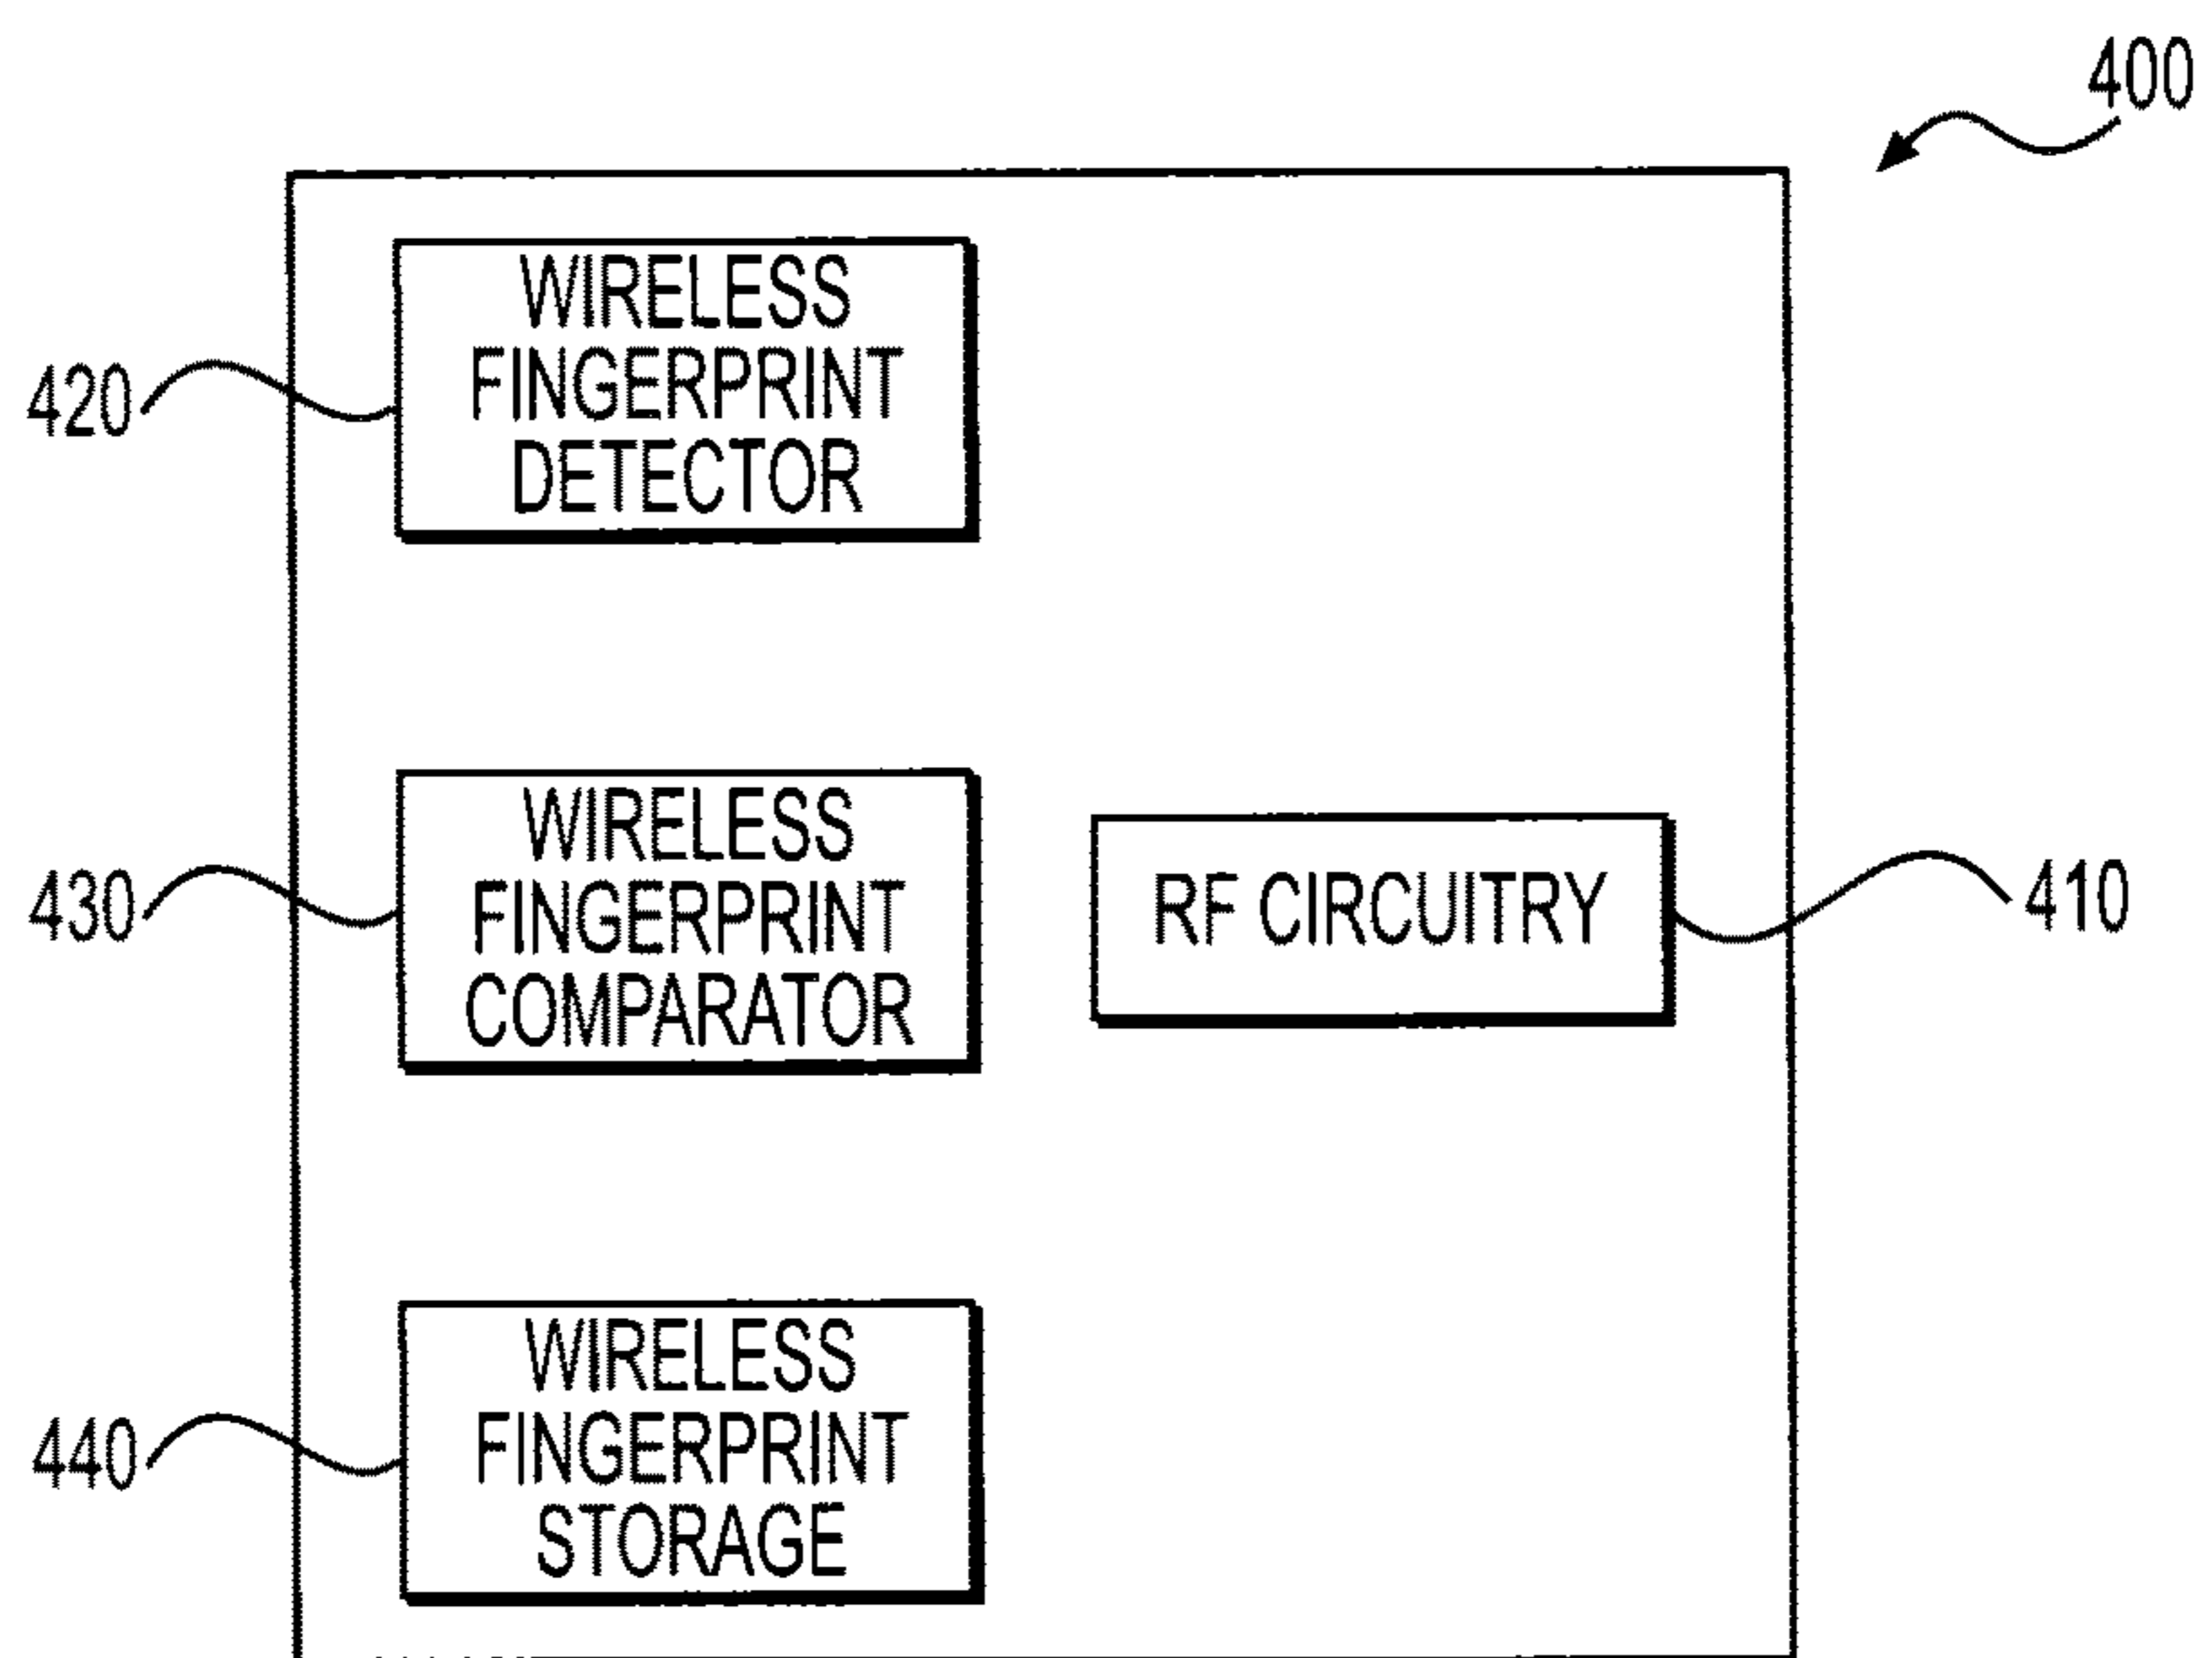 400
WIRELESS
FINGERPRINT
DETECTOR
420
WIRELESS
FINGERPRINT
COMPARATOR
430
RF CIRCUITRY
410
WIRELESS
FINGERPRINT
STORAGE
440